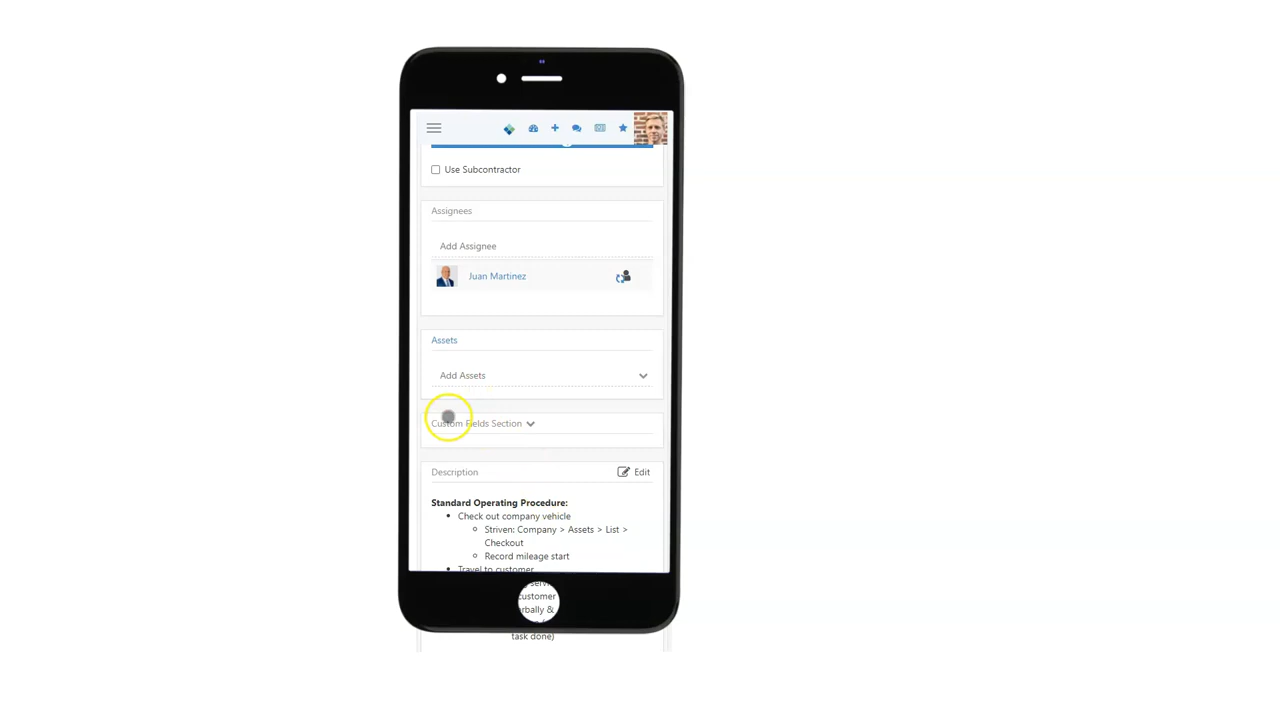 Use Subcontractor
Assignees
Add Assignee
Juan Martinez
Assets
Add Assets
Custom Fields Section
Description
Edit
Standard Operating Procedure:
Check out company vehicle
Striven: Company > Assets > List >
Checkout
Record mileage start
Travel to customer
customer
task done)